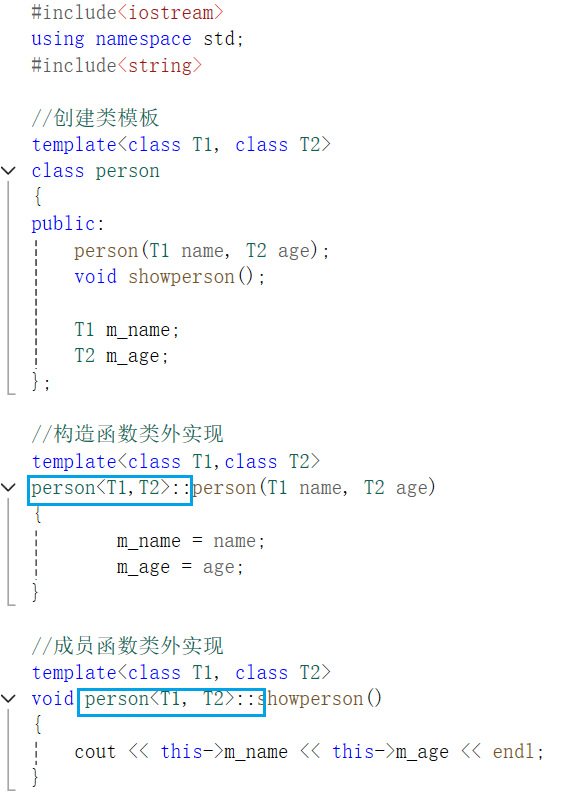 #include<iostream>
using namespace std;
#include<string>
//创建类模板
template<class T1, class T2>
class person
{
public:
person(T1 name, T2 age);
void showperson();
T1 m_name;
T2 m_age;
};
//构造函数类外实现
template<class T1,class T2>
person<T1,T2>::person(T1 name, T2 age)
{
m_name = name;
m_age = age;
}
//成员函数类外实现
template<class T1, class T2>
void person<T1, T2>::showperson()
{
cout << this->m_name << this->m_age << endl;
}